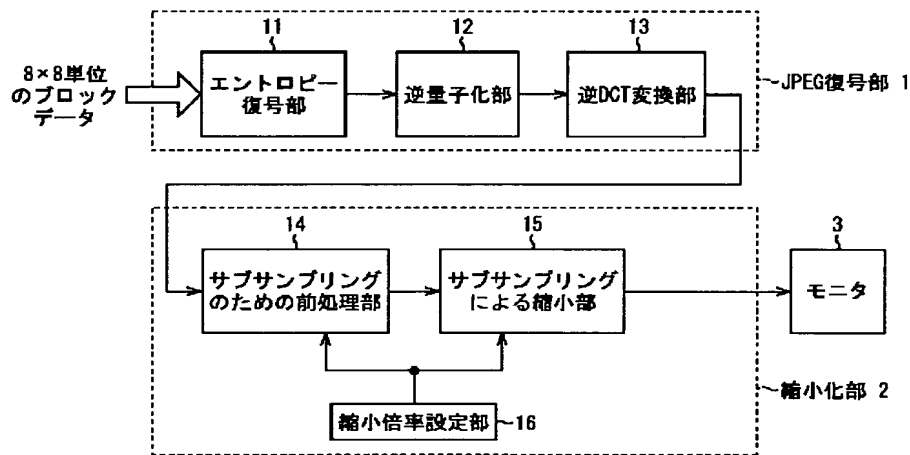 11
12
13
8×8単位
のブロック
データ
エントロピー
復号部
逆量子化部
逆DCT変換部
JPEG復号部 1
14
15
3
サブサンプリング
のための前処理部
サブサンプリング
による縮小部
モニタ
縮小化部 2
縮小倍率設定部
16